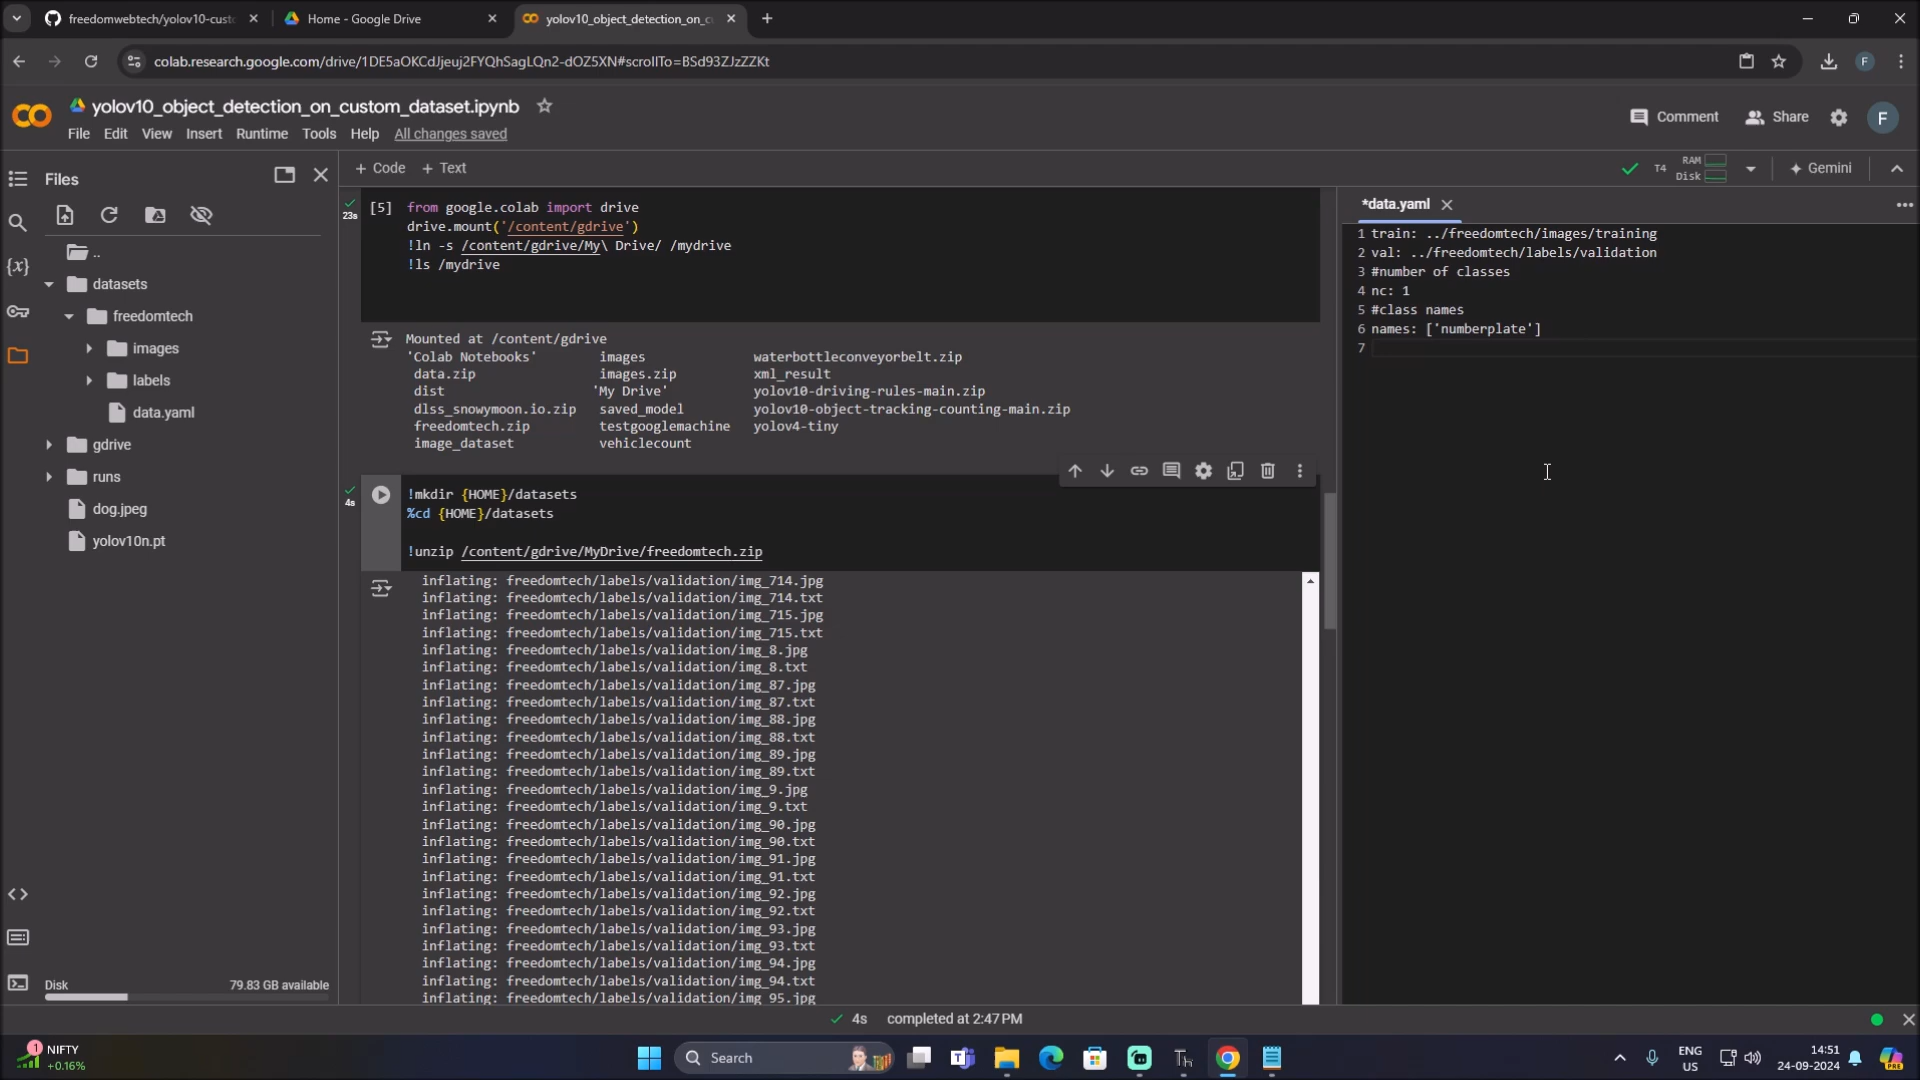 freedomwebtech/yolov10-cust
Home - Google Drive
yolov10_object_detection_on_c
colab.research.google.com/drive/1DE5aOKCdJjeuj2FYQhSagLQn2-dOZ5XN#scrollTo=BSd93ZJzZZKt
F
yolov10_object_detection_on_custom_dataset.ipynb
Comment
Share
F
File Edit View Insert Runtime Tools Help All changes saved
Files
+ Code + Text
T4
RAM
Disk
Gemini
..
datasets
freedomtech
images
labels
data.yaml
gdrive
runs
dog.jpeg
yolov10n.pt
Disk 79.83 GB available
23s
[5] from google.colab import drive
drive.mount('/content/gdrive')
!ln -s /content/gdrive/My\ Drive/ /mydrive
!ls /mydrive
Mounted at /content/gdrive
'Colab Notebooks' images waterbottleconveyorbelt.zip
data.zip images.zip xml_result
dist 'My Drive' yolov10-driving-rules-main.zip
dlss_snowymoon.io.zip saved_model yolov10-object-tracking-counting-main.zip
freedomtech.zip testgooglemachine yolov4-tiny
image_dataset vehiclecount
4s
!mkdir {HOME}/datasets
%cd {HOME}/datasets
!unzip /content/gdrive/MyDrive/freedomtech.zip
inflating: freedomtech/labels/validation/img_714.jpg
inflating: freedomtech/labels/validation/img_714.txt
inflating: freedomtech/labels/validation/img_715.jpg
inflating: freedomtech/labels/validation/img_715.txt
inflating: freedomtech/labels/validation/img_8.jpg
inflating: freedomtech/labels/validation/img_8.txt
inflating: freedomtech/labels/validation/img_87.jpg
inflating: freedomtech/labels/validation/img_87.txt
inflating: freedomtech/labels/validation/img_88.jpg
inflating: freedomtech/labels/validation/img_88.txt
inflating: freedomtech/labels/validation/img_89.jpg
inflating: freedomtech/labels/validation/img_89.txt
inflating: freedomtech/labels/validation/img_9.jpg
inflating: freedomtech/labels/validation/img_9.txt
inflating: freedomtech/labels/validation/img_90.jpg
inflating: freedomtech/labels/validation/img_90.txt
inflating: freedomtech/labels/validation/img_91.jpg
inflating: freedomtech/labels/validation/img_91.txt
inflating: freedomtech/labels/validation/img_92.jpg
inflating: freedomtech/labels/validation/img_92.txt
inflating: freedomtech/labels/validation/img_93.jpg
inflating: freedomtech/labels/validation/img_93.txt
inflating: freedomtech/labels/validation/img_94.jpg
inflating: freedomtech/labels/validation/img_94.txt
inflating: freedomtech/labels/validation/img_95.jpg
*data.yaml
1 train: ../freedomtech/images/training
2 val: ../freedomtech/labels/validation
3 #number of classes
4 nc: 1
5 #class names
6 names: ['numberplate']
7
4s completed at 2:47 PM
1
NIFTY
+0.16%
Search
ENG
US
14:51
24-09-2024
PRE